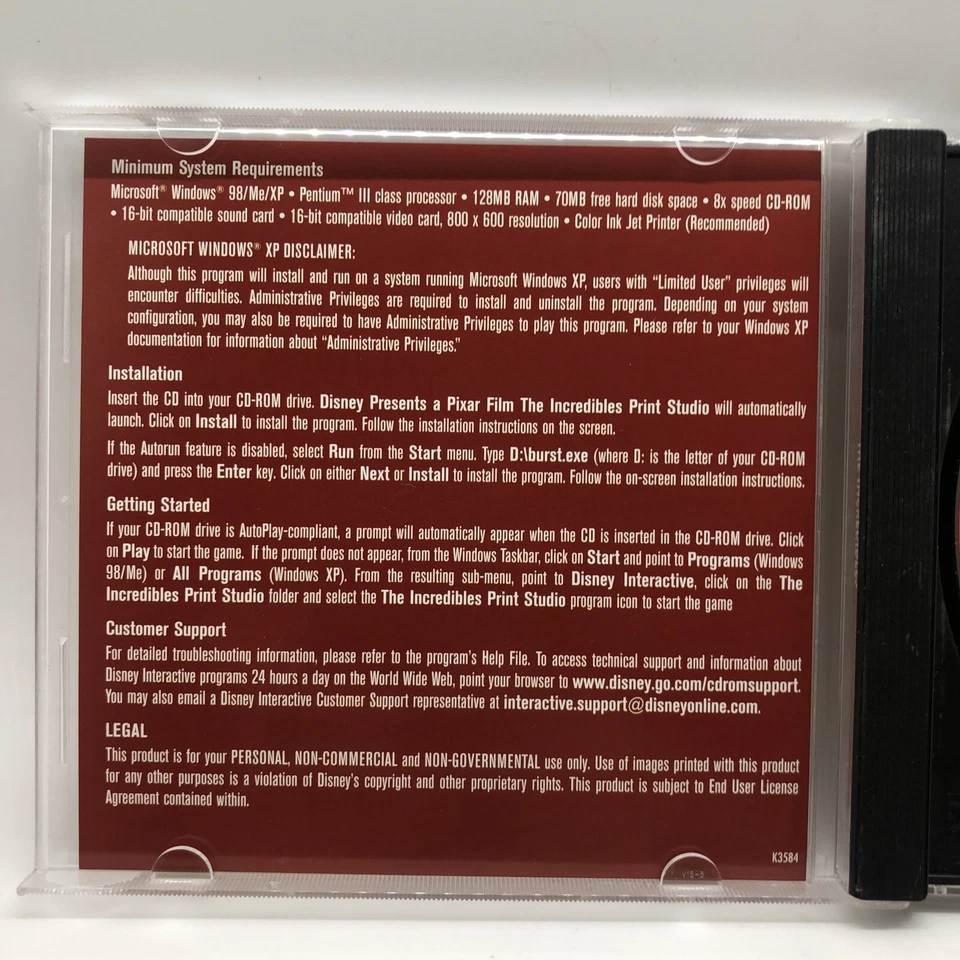 Minimum System Requirements
Microsoft® Windows® 98/Me/XP • Pentium™ III class processor • 128MB RAM • 70MB free hard disk space • 8x speed CD-ROM
• 16-bit compatible sound card • 16-bit compatible video card, 800 x 600 resolution • Color Ink Jet Printer (Recommended)
MICROSOFT WINDOWS® XP DISCLAIMER:
Although this program will install and run on a system running Microsoft Windows XP, users with “Limited User” privileges will
encounter difficulties. Administrative Privileges are required to install and uninstall the program. Depending on your system
configuration, you may also be required to have Administrative Privileges to play this program. Please refer to your Windows XP
documentation for information about “Administrative Privileges.”
Installation
Insert the CD into your CD-ROM drive. Disney Presents a Pixar Film The Incredibles Print Studio will automatically
launch. Click on Install to install the program. Follow the installation instructions on the screen.
If the Autorun feature is disabled, select Run from the Start menu. Type D:\burst.exe (where D: is the letter of your CD-ROM
drive) and press the Enter key. Click on either Next or Install to install the program. Follow the on-screen installation instructions.
Getting Started
If your CD-ROM drive is AutoPlay-compliant, a prompt will automatically appear when the CD is inserted in the CD-ROM drive. Click
on Play to start the game. If the prompt does not appear, from the Windows Taskbar, click on Start and point to Programs (Windows
98/Me) or All Programs (Windows XP). From the resulting sub-menu, point to Disney Interactive, click on the The
Incredibles Print Studio folder and select the The Incredibles Print Studio program icon to start the game
Customer Support
For detailed troubleshooting information, please refer to the program's Help File. To access technical support and information about
Disney Interactive programs 24 hours a day on the World Wide Web, point your browser to www.disney.go.com/cdromsupport.
You may also email a Disney Interactive Customer Support representative at interactive.support@disneyonline.com.
LEGAL
This product is for your PERSONAL, NON-COMMERCIAL and NON-GOVERNMENTAL use only. Use of images printed with this product
for any other purposes is a violation of Disney's copyright and other proprietary rights. This product is subject to End User License
Agreement contained within.
K3584